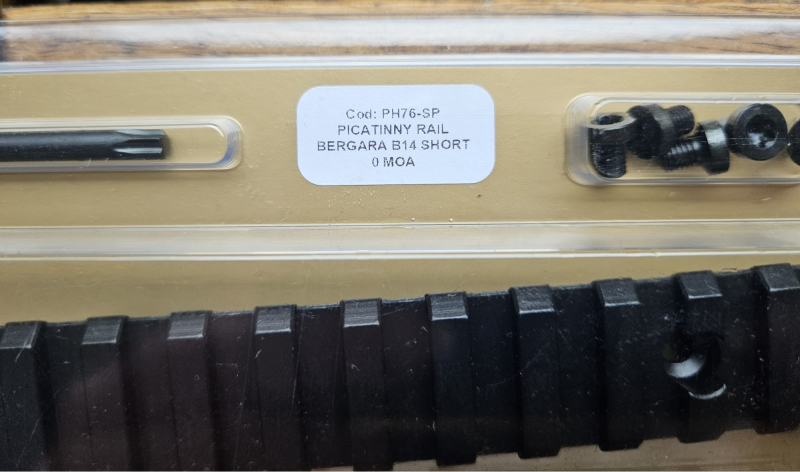 Cod: PH76-SP
PICATINNY RAIL
BERGARA B14 SHORT
0 MOA